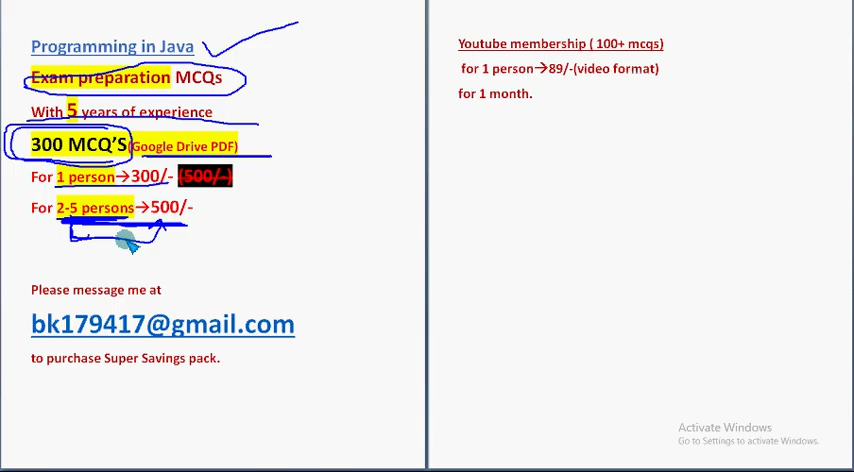 Programming in Java
Exam preparation MCQs
With 5 years of experience
300 MCQ'S(Google Drive PDF)
For 1 person→300/- (500/-)
For 2-5 persons→500/-
Please message me at
bk179417@gmail.com
to purchase Super Savings pack.
Youtube membership ( 100+ mcqs)
for 1 person→89/-(video format)
for 1 month.
Activate Windows
Go to Settings to activate Windows.